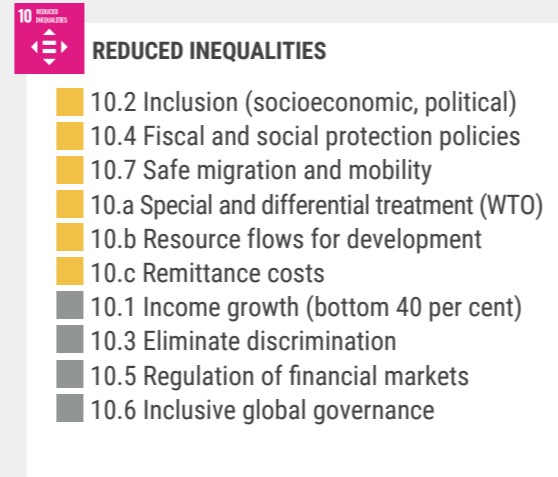 10 REDUCED
INEQUALITIES
REDUCED INEQUALITIES
10.2 Inclusion (socioeconomic, political)
10.4 Fiscal and social protection policies
10.7 Safe migration and mobility
10.a Special and differential treatment (WTO)
10.b Resource flows for development
10.c Remittance costs
10.1 Income growth (bottom 40 per cent)
10.3 Eliminate discrimination
10.5 Regulation of financial markets
10.6 Inclusive global governance